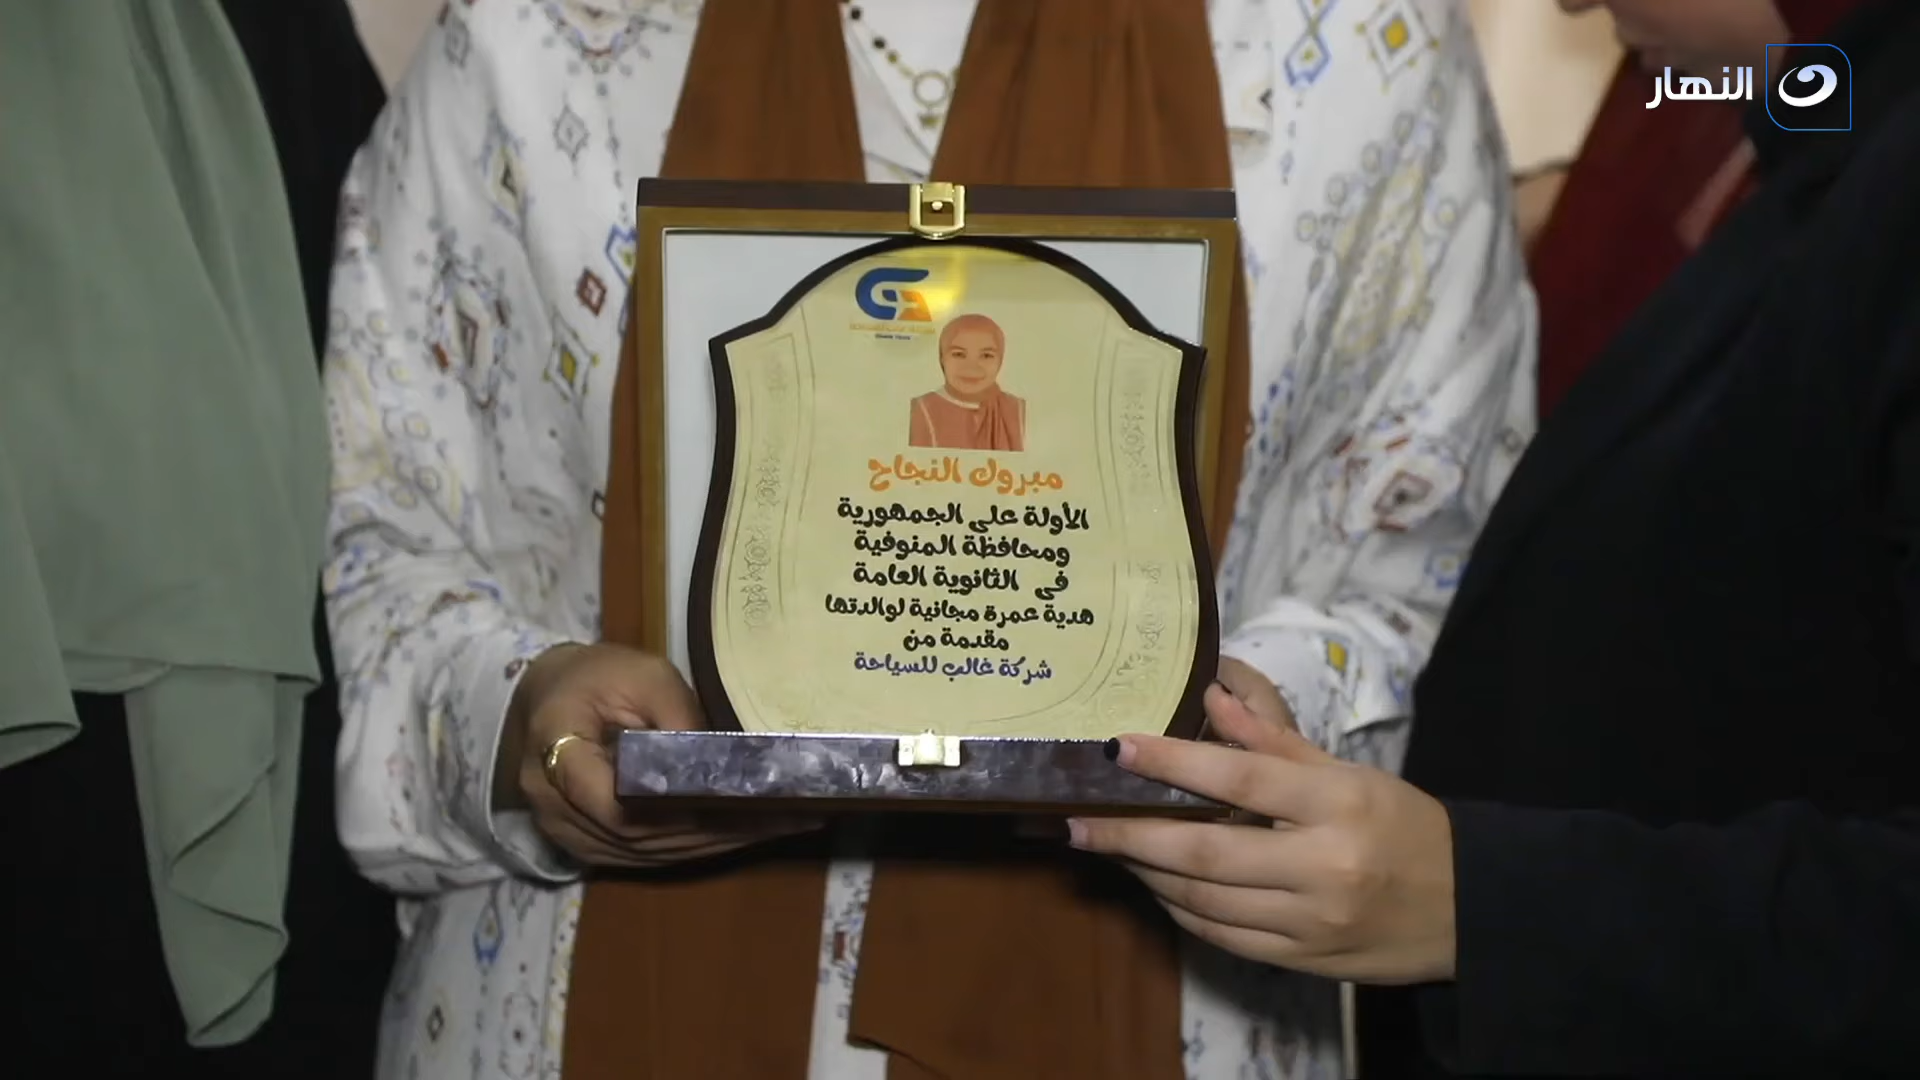 النهار
مبروك النجاح
الأولة على الجمهورية
ومحافظة المنوفية
فى الثانوية العامة
هدية عمرة مجانية لوالدتها
مقدمة من
شركة غالب للسياحة